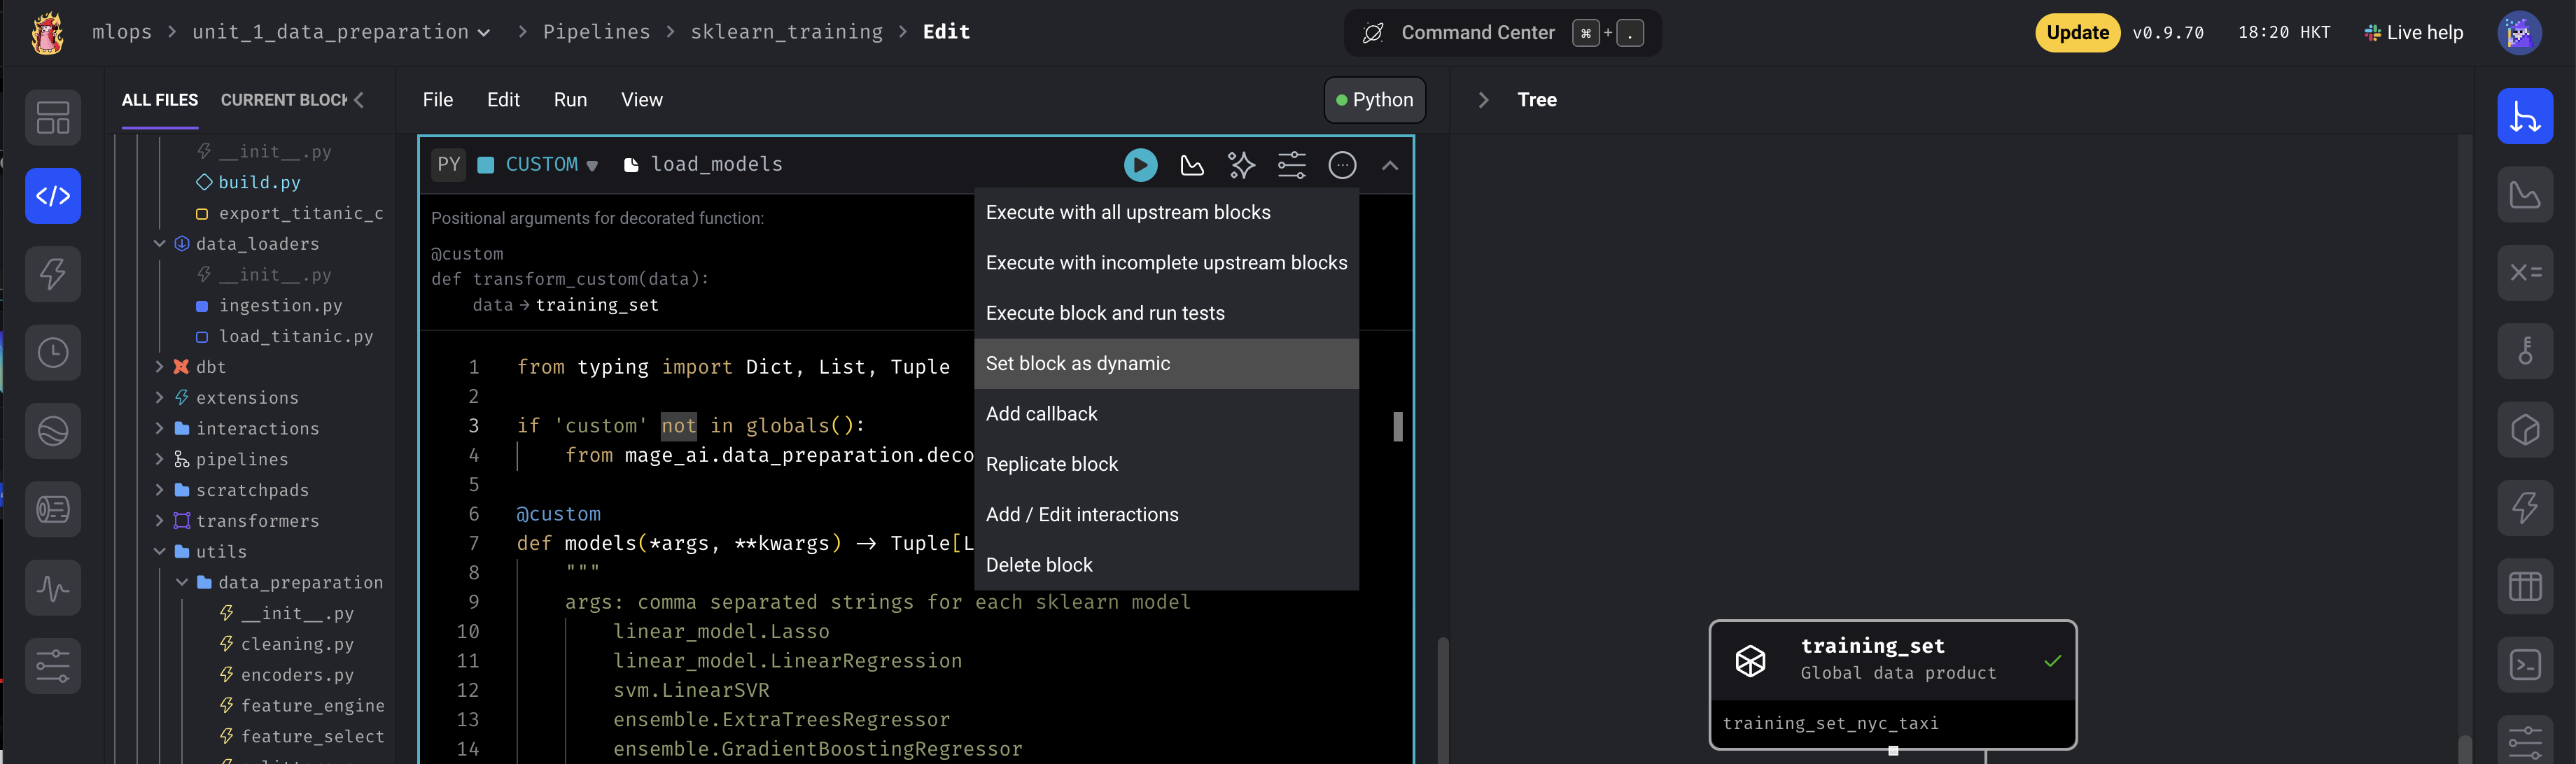 mlops > unit_1_data_preparation > Pipelines > sklearn_training > Edit
Command Center ⌘ + .
Update v0.9.70 18:20 HKT Live help
ALL FILES CURRENT BLOCK
__init__.py
build.py
export_titanic_c
data_loaders
__init__.py
ingestion.py
load_titanic.py
dbt
extensions
interactions
pipelines
scratchpads
transformers
utils
data_preparation
__init__.py
cleaning.py
encoders.py
feature_engine
feature_select
File Edit Run View
Python
PY CUSTOM load_models
Positional arguments for decorated function:
@custom
def transform_custom(data):
data → training_set
1 from typing import Dict, List, Tuple
2
3 if 'custom' not in globals():
4 from mage_ai.data_preparation.deco
5
6 @custom
7 def models(*args, **kwargs) → Tuple[L
8 """
9 args: comma separated strings for each sklearn model
10 linear_model.Lasso
11 linear_model.LinearRegression
12 svm.LinearSVR
13 ensemble.ExtraTreesRegressor
14 ensemble.GradientBoostingRegressor
Execute with all upstream blocks
Execute with incomplete upstream blocks
Execute block and run tests
Set block as dynamic
Add callback
Replicate block
Add / Edit interactions
Delete block
Tree
training_set
Global data product
training_set_nyc_taxi